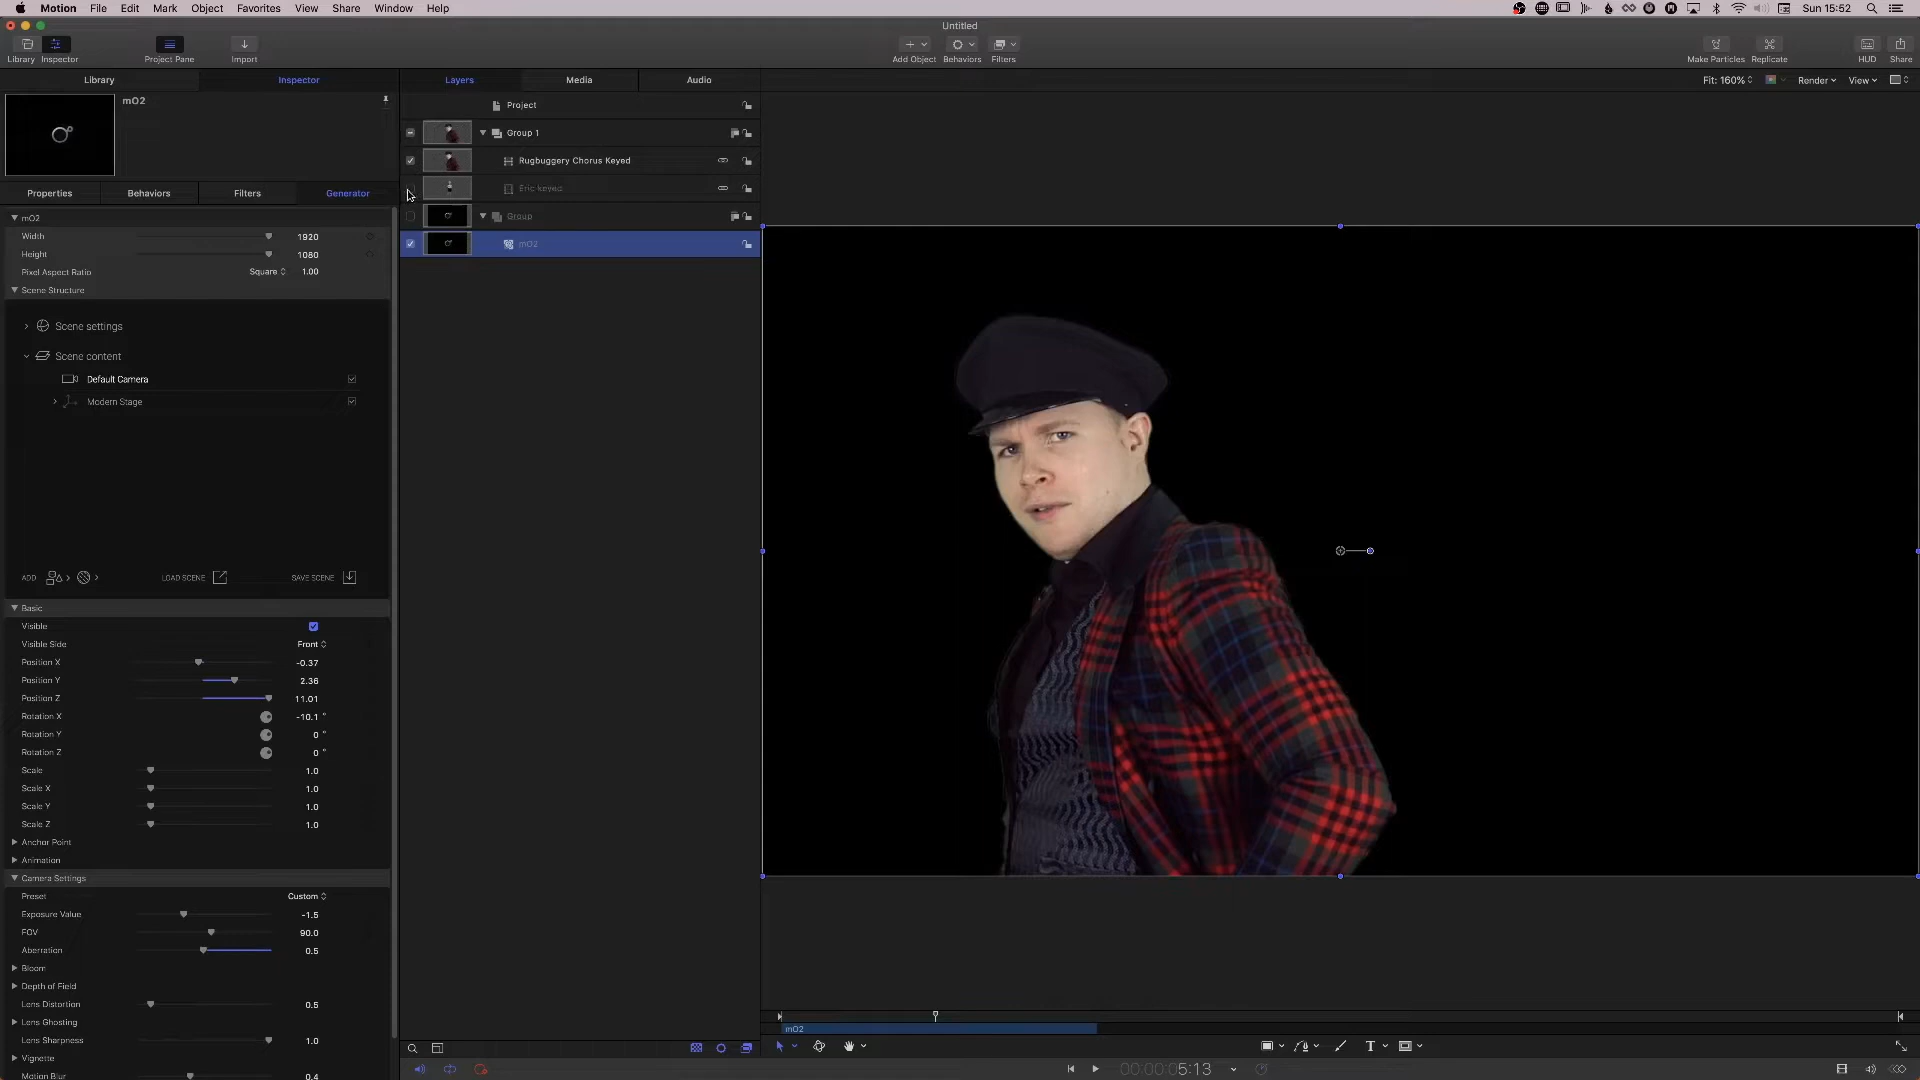 Motion File Edit Mark Object Favorites View Share Window Help Sun 15:52
Untitled
Library Inspector Project Pane Import Add Object Behaviors Filters Make Particles Replicate HUD Share
Library Inspector Layers Media Audio Fit: 160% Render View
mO2
Project
Group 1
Rugbuggery Chorus Keyed
Eric keyed
Group
mO2
Properties Behaviors Filters Generator
mO2
Width 1920
Height 1080
Pixel Aspect Ratio Square 1.00
Scene Structure
Scene settings
Scene content
Default Camera
Modern Stage
ADD LOAD SCENE SAVE SCENE
Basic
Visible
Visible Side Front
Position X -0.37
Position Y 2.36
Position Z 11.01
Rotation X -10.1 °
Rotation Y 0 °
Rotation Z 0 °
Scale 1.0
Scale X 1.0
Scale Y 1.0
Scale Z 1.0
Anchor Point
Animation
Camera Settings
Preset Custom
Exposure Value -1.5
FOV 90.0
Aberration 0.5
Bloom
Depth of Field
Lens Distortion 0.5
Lens Ghosting
Lens Sharpness 1.0
Vignette
Motion Blur 0.4
mO2
T
00:00:05:13